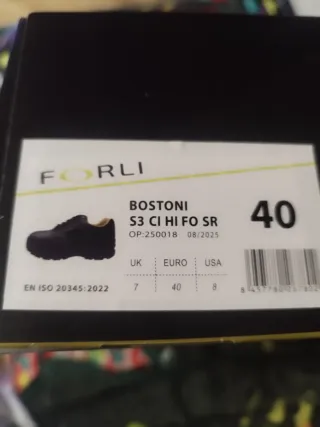 FORLI
BOSTONI
S3 CI HI FO SR
OP:250018 08/2025
40
UK EURO USA
7 40 8
EN ISO 20345:2022